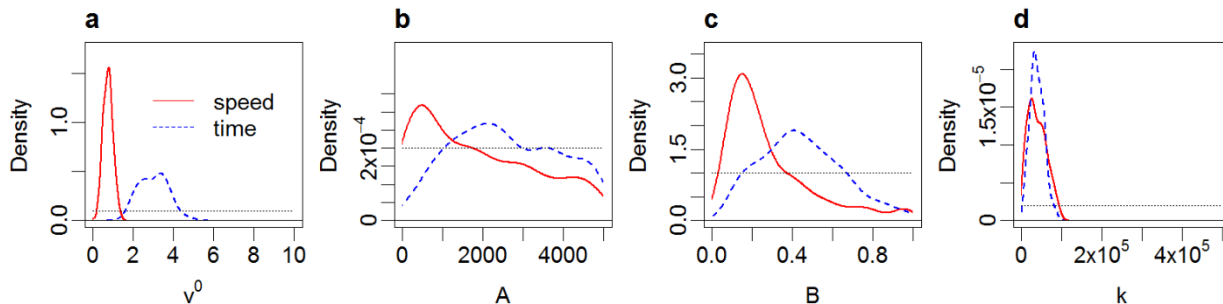 a
Density
0.0
1.0
speed
time
0 2 4 6 8 10
v⁰
b
Density
0
2x10⁻⁴
0 2000 4000
A
c
Density
0.0
1.5
3.0
0.0 0.4 0.8
B
d
Density
0
1.5x10⁻⁵
0 2x10⁵ 4x10⁵
k